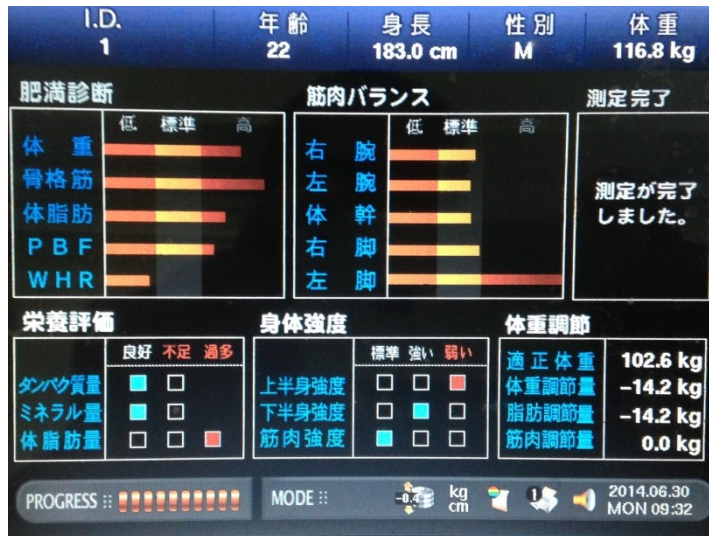 I.D. 年齢 身長 性別 体重
1 22 183.0 cm M 116.8 kg
肥満診断
低 標準 高
体重
骨格筋
体脂肪
PBF
WHR
筋肉バランス
低 標準 高
右腕
左腕
体幹
右脚
左脚
測定完了
測定が完了
しました。
栄養評価
良好 不足 過多
タンパク質量
ミネラル量
体脂肪量
身体強度
標準 強い 弱い
上半身強度
下半身強度
筋肉強度
体重調節
適正体重 102.6 kg
体重調節量 -14.2 kg
脂肪調節量 -14.2 kg
筋肉調節量 0.0 kg
PROGRESS ::
MODE ::
-0.4
kg
cm
1
2014.06.30
MON 09:32